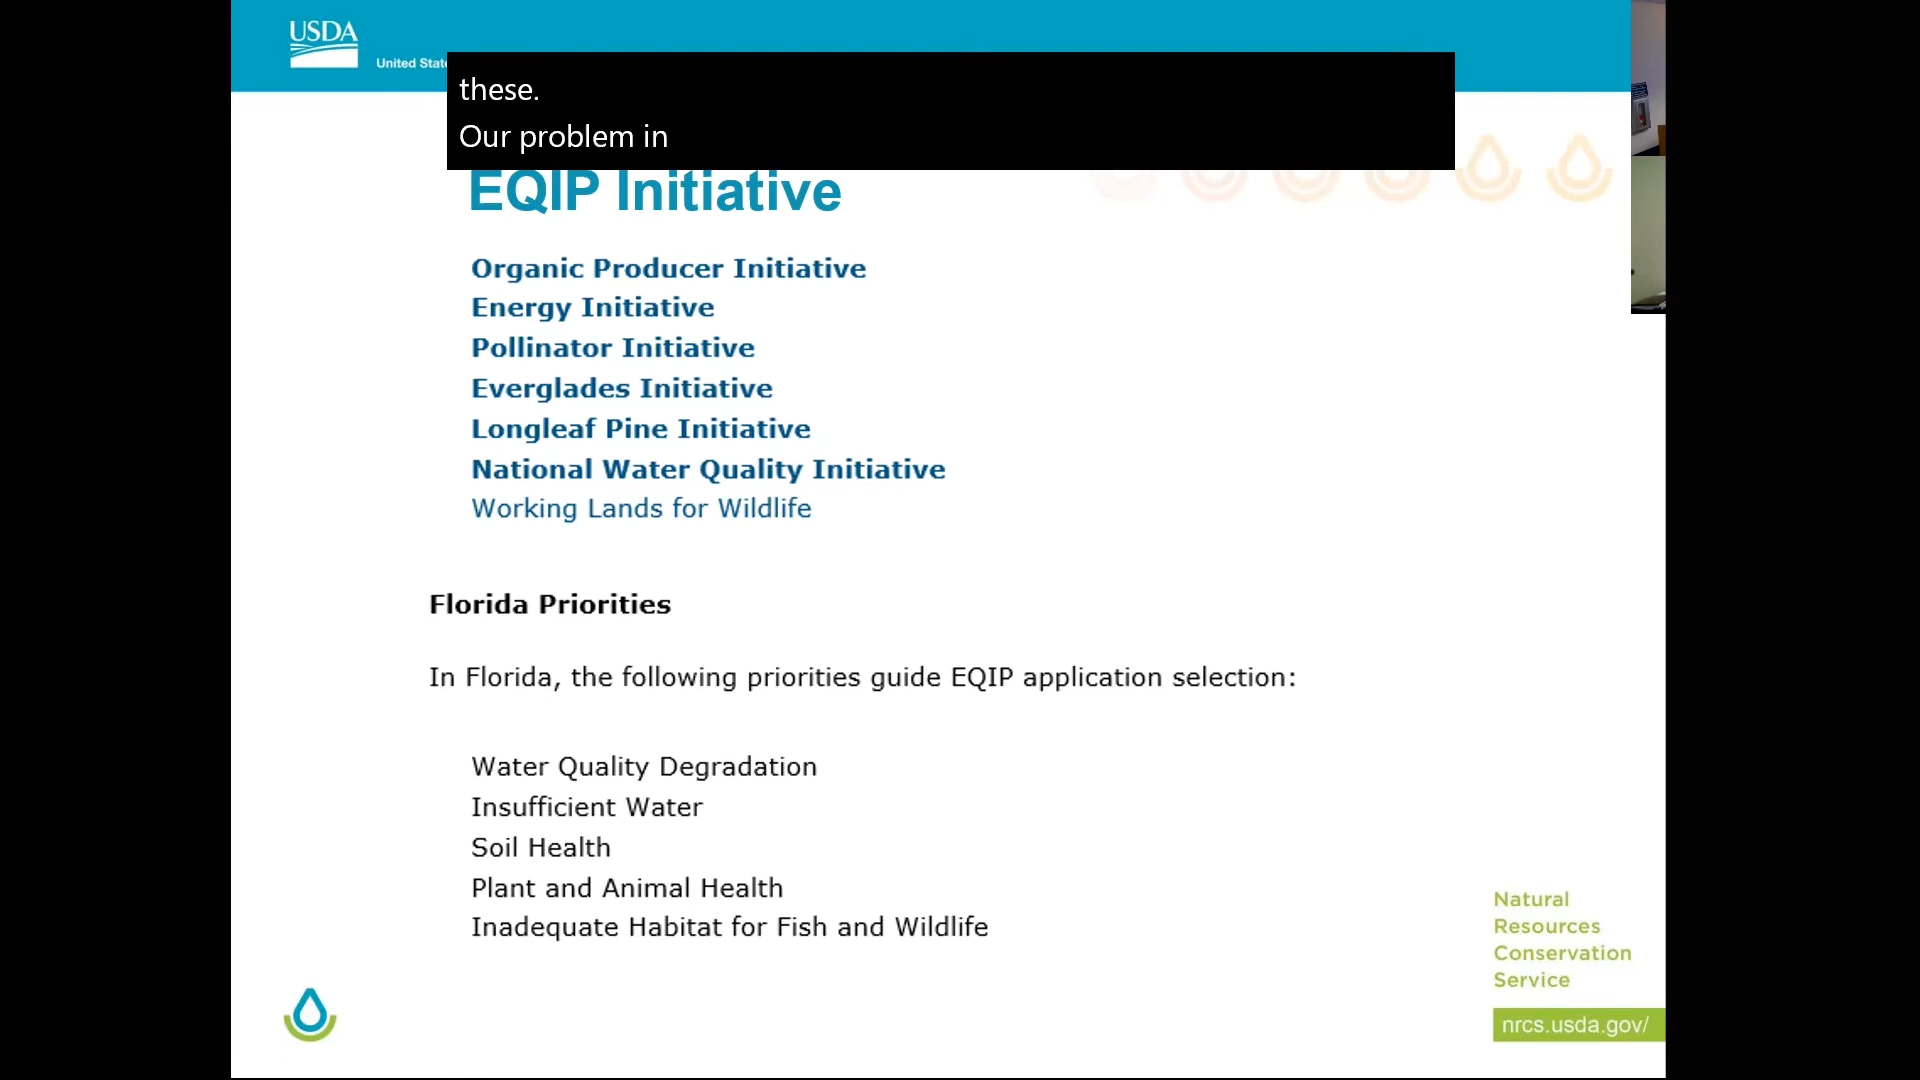 USDA
United State
these.
Our problem in
EQIP Initiative
Organic Producer Initiative
Energy Initiative
Pollinator Initiative
Everglades Initiative
Longleaf Pine Initiative
National Water Quality Initiative
Working Lands for Wildlife
Florida Priorities
In Florida, the following priorities guide EQIP application selection:
Water Quality Degradation
Insufficient Water
Soil Health
Plant and Animal Health
Inadequate Habitat for Fish and Wildlife
Natural
Resources
Conservation
Service
nrcs.usda.gov/